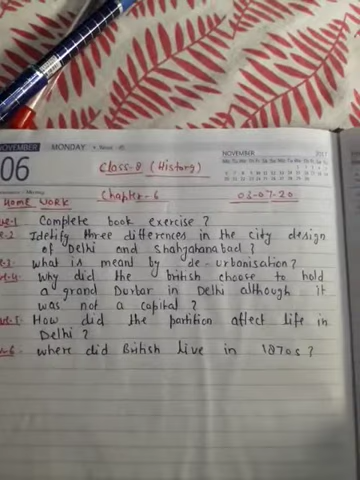 NOVEMBER MONDAY
NOVEMBER 2017
06
Class-8 (History)
HOME WORK Chapter-6 03-07-20
Complete book exercise ?
Idetify three differences in the city design
of Delhi and Shahjahanabad ?
what is meant by de-urbanisation?
Why did the british choose to hold
a grand Durbar in Delhi although it
was not a capital ?
How did the partition affect life in
Delhi ?
where did British live in 1870s ?